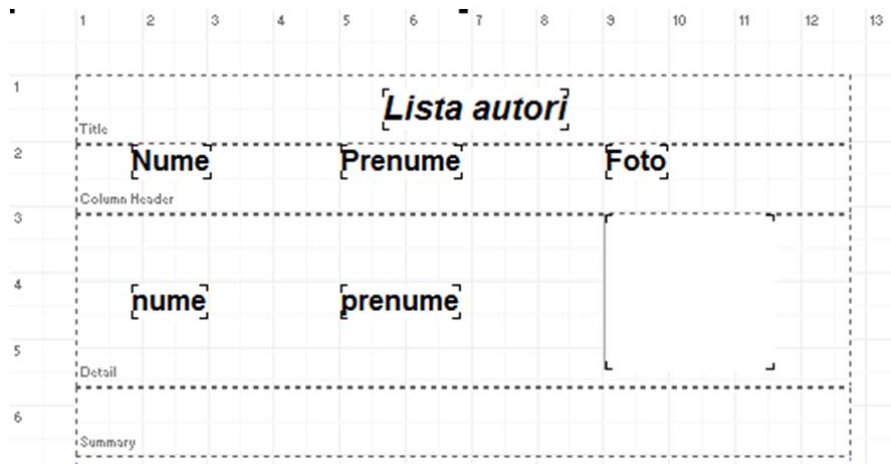 1 2 3 4 5 6 7 8 9 10 11 12 13
1
Lista autori
Title
2
Nume Prenume Foto
Column Header
3
4
nume prenume
5
Detail
6
Summary